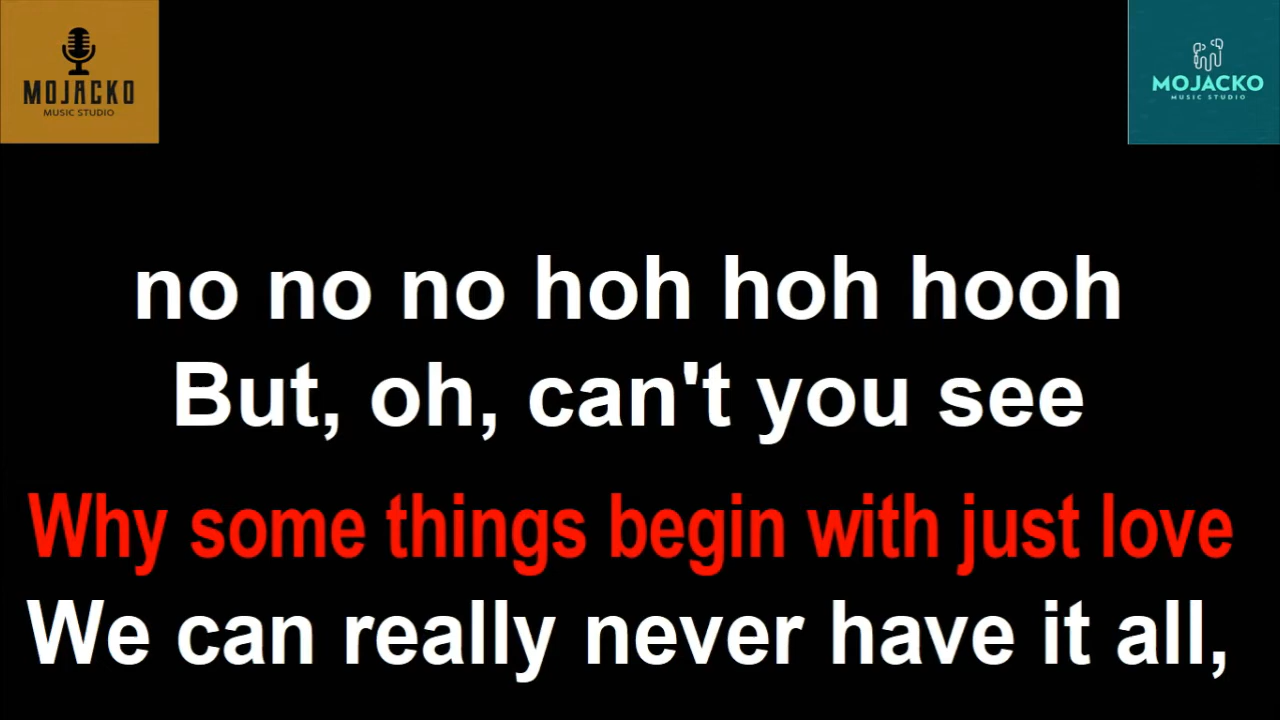 MOJACKO
MUSIC STUDIO
MOJACKO
MUSIC STUDIO
no no no hoh hoh hooh
But, oh, can't you see
Why some things begin with just love
We can really never have it all,